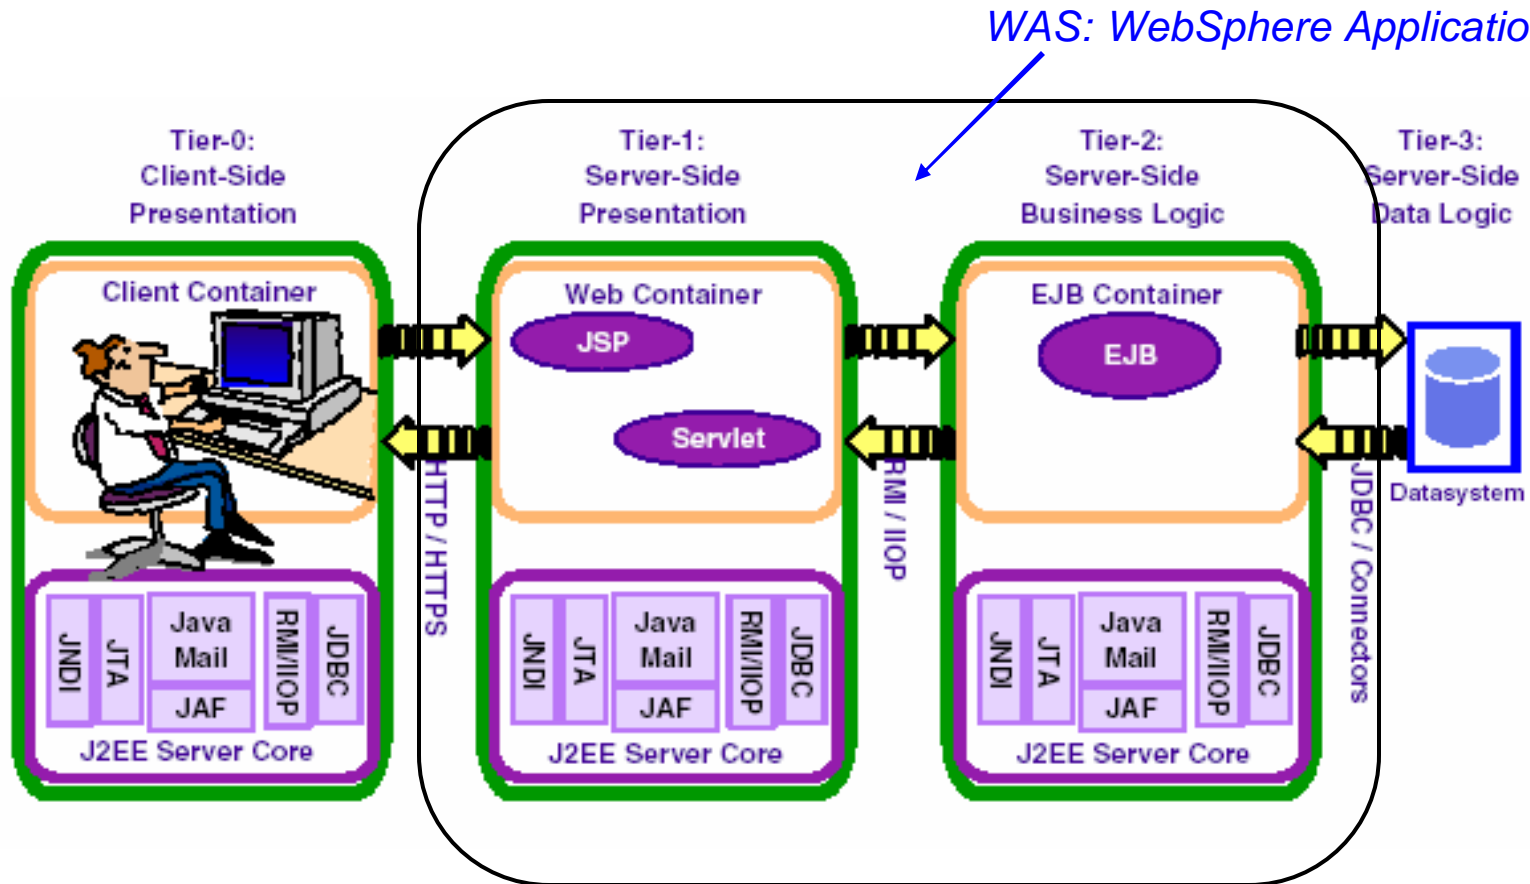 WAS: WebSphere Applicatio
Tier-0:
Client-Side
Presentation
Tier-1:
Server-Side
Presentation
Tier-2:
Server-Side
Business Logic
Tier-3:
Server-Side
Data Logic
Client Container
Web Container
JSP
Servlet
EJB Container
EJB
Datasystem
HTTP / HTTPS
RMI / IIOP
JDBC / Connectors
JNDI
JTA
Java
Mail
JAF
RMI/IIOP
JDBC
J2EE Server Core
JNDI
JTA
Java
Mail
JAF
RMI/IIOP
JDBC
J2EE Server Core
JNDI
JTA
Java
Mail
JAF
RMI/IIOP
JDBC
J2EE Server Core